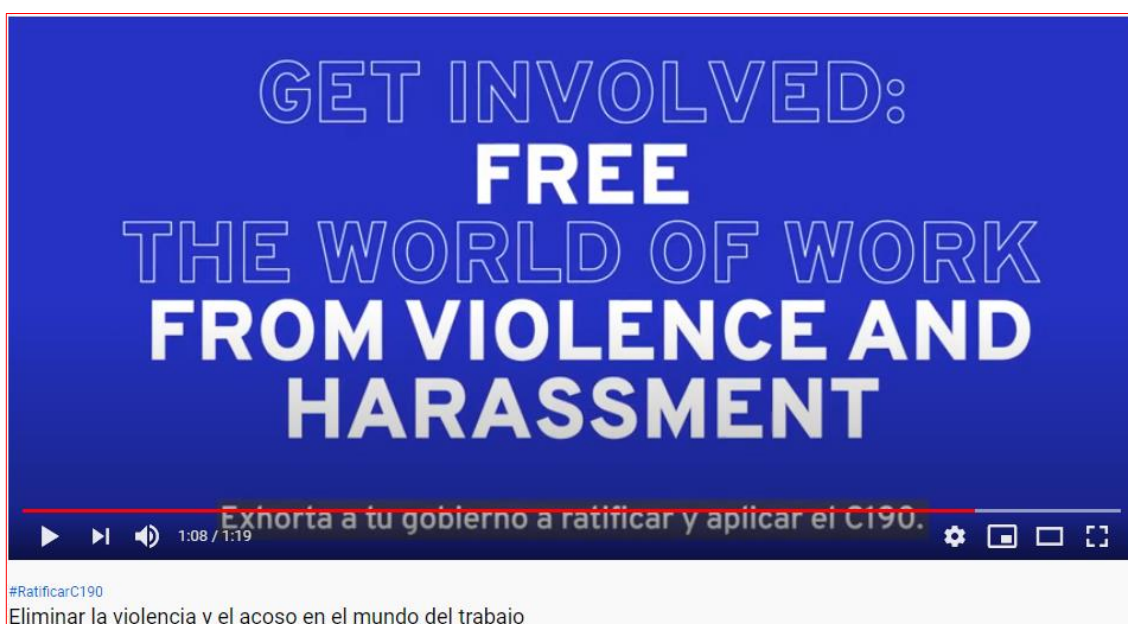 GET INVOLVED:
FREE
THE WORLD OF WORK
FROM VIOLENCE AND
HARASSMENT
Exhorta a tu gobierno a ratificar y aplicar el C190.
1:08 / 1:19
#RatificarC190
Eliminar la violencia y el acoso en el mundo del trabajo